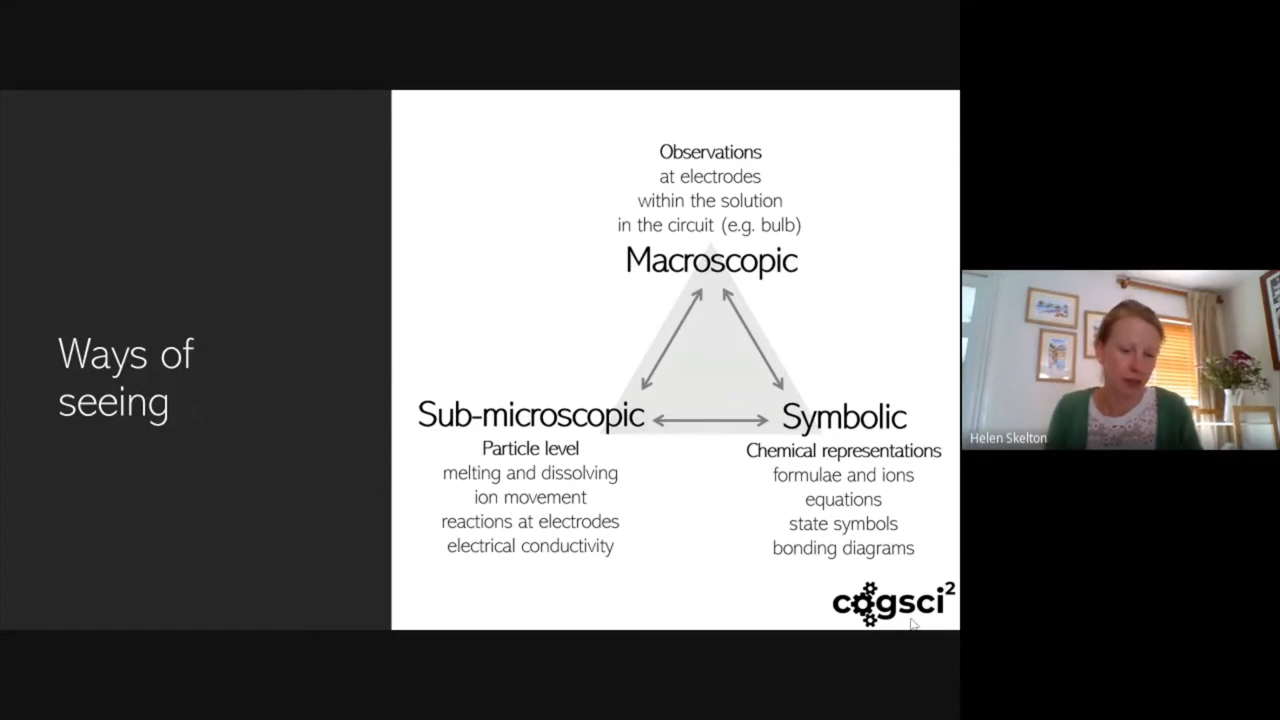 Ways of
seeing
Observations
at electrodes
within the solution
in the circuit (e.g. bulb)
Macroscopic
Sub-microscopic
Particle level
melting and dissolving
ion movement
reactions at electrodes
electrical conductivity
Symbolic
Chemical representations
formulae and ions
equations
state symbols
bonding diagrams
cogsci²
Helen Skelton